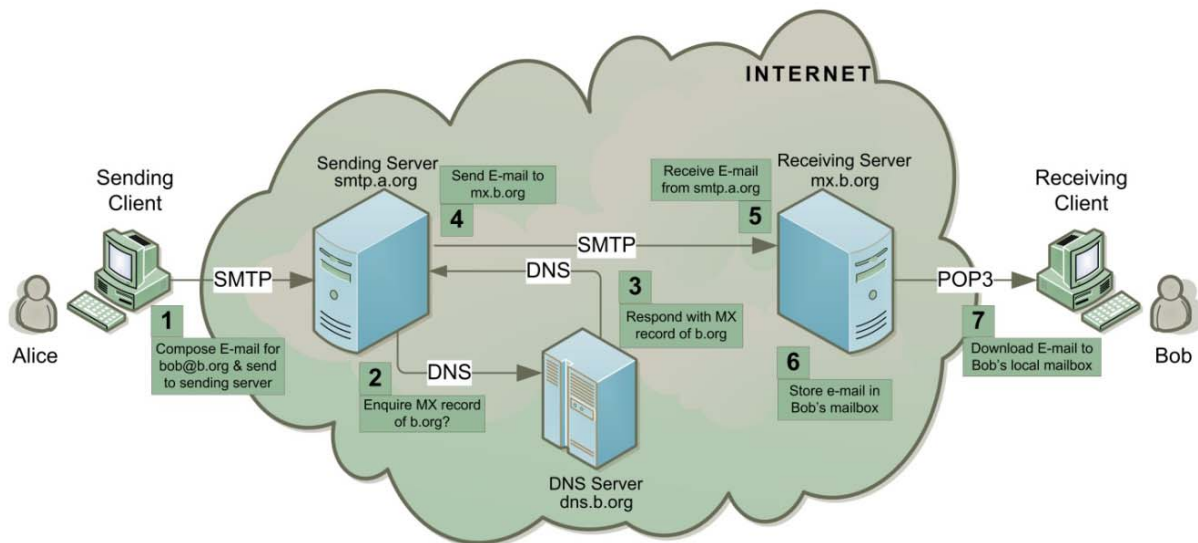 INTERNET
Sending
Client
Alice
SMTP
1
Compose E-mail for
bob@b.org & send
to sending server
Sending Server
smtp.a.org
2
Enquire MX record
of b.org?
DNS
DNS Server
dns.b.org
3
Respond with MX
record of b.org
DNS
4
Send E-mail to
mx.b.org
SMTP
5
Receive E-mail
from smtp.a.org
Receiving Server
mx.b.org
6
Store e-mail in
Bob's mailbox
POP3
7
Download E-mail to
Bob's local mailbox
Receiving
Client
Bob